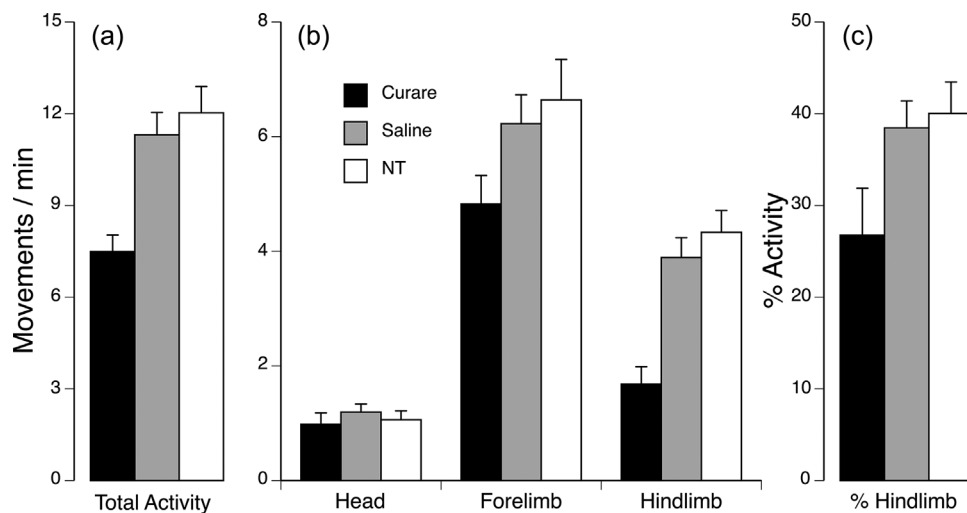 (a)
Movements / min
15
12
9
6
3
0
Total Activity
(b)
8
6
4
2
0
Curare
Saline
NT
Head
Forelimb
Hindlimb
(c)
% Activity
50
40
30
20
10
0
% Hindlimb